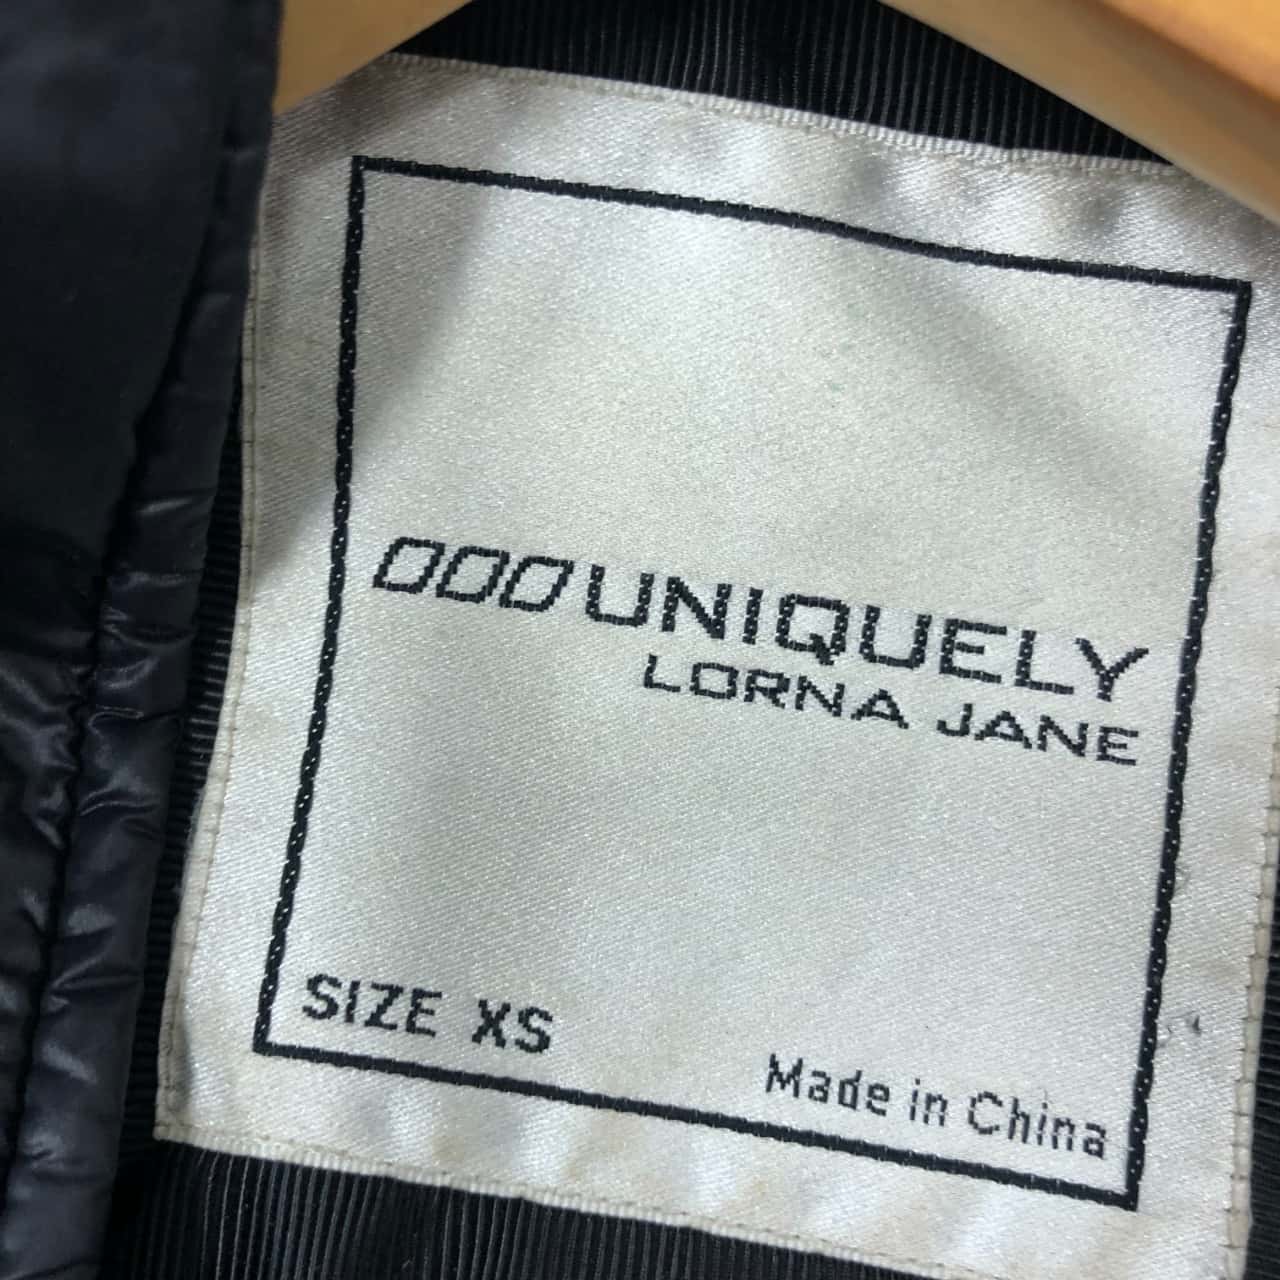 UNIQUELY
LORNA JANE
SIZE XS
Made in China